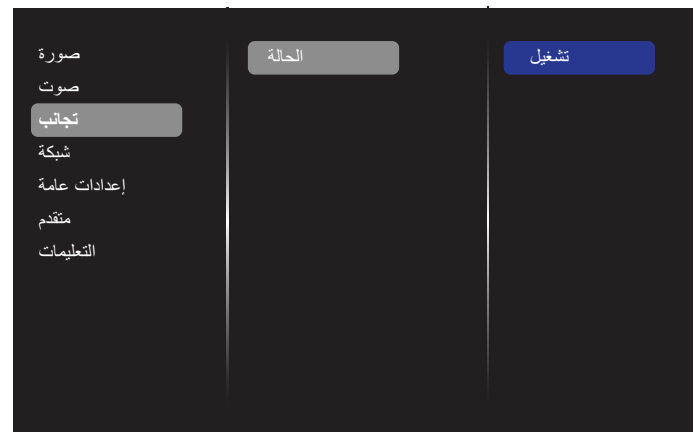 صورة
صوت
تجانب
شبكة
إعدادات عامة
متقدم
التعليمات
الحالة
تشغيل